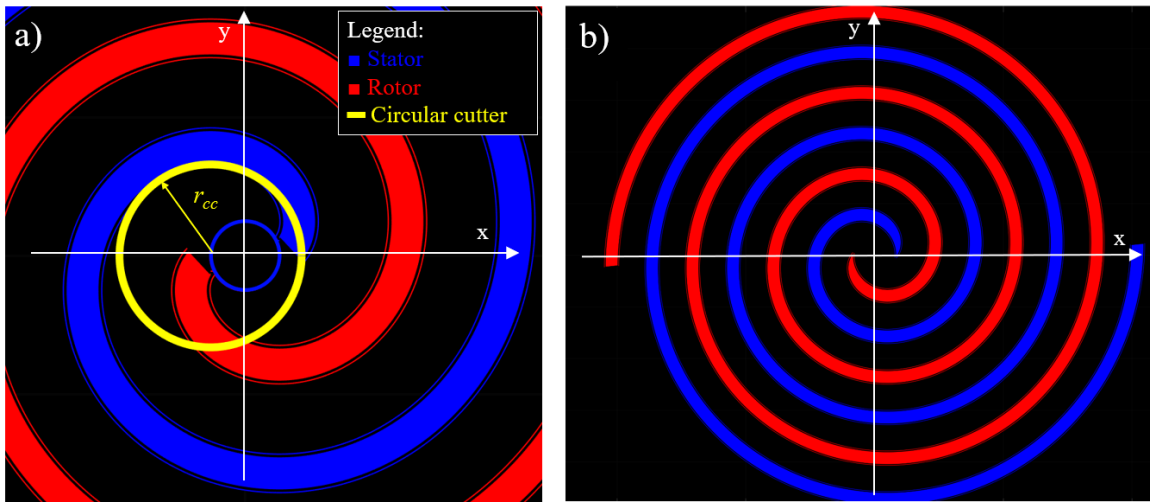 a)
y
Legend:
Stator
Rotor
Circular cutter
r_cc
x
b)
y
x